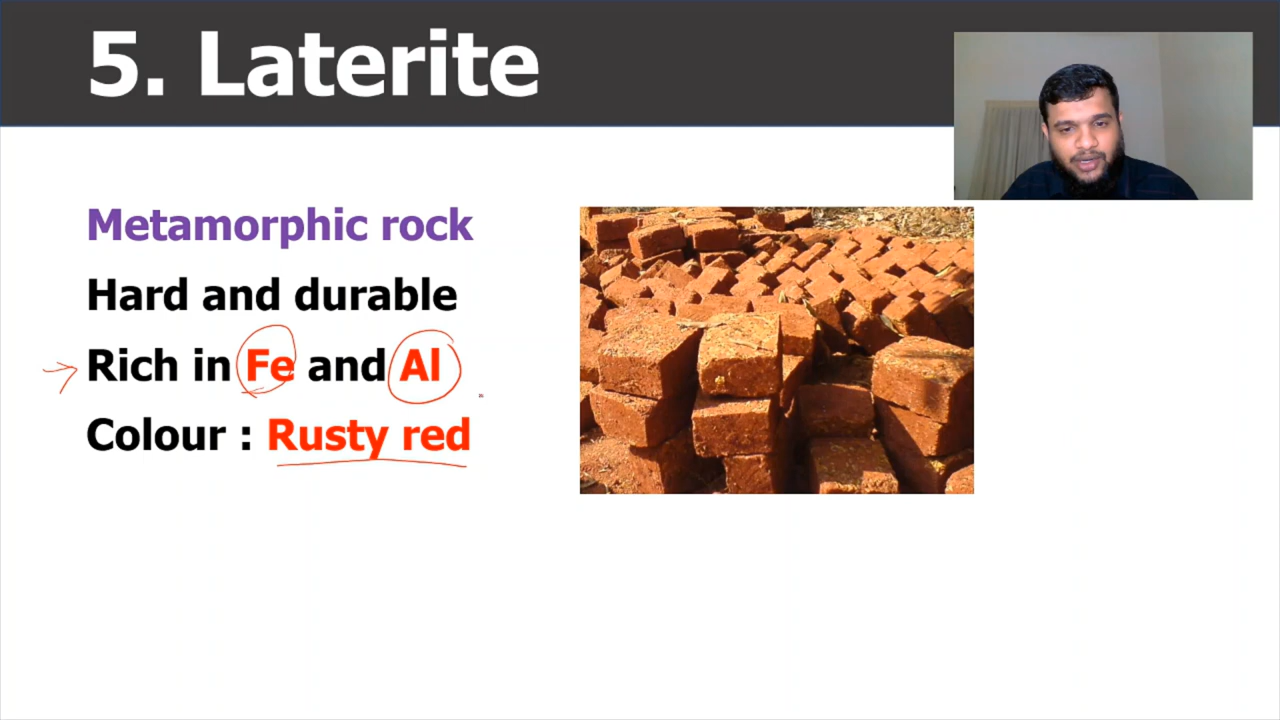 5. Laterite
Metamorphic rock
Hard and durable
Rich in Fe and Al
Colour : Rusty red